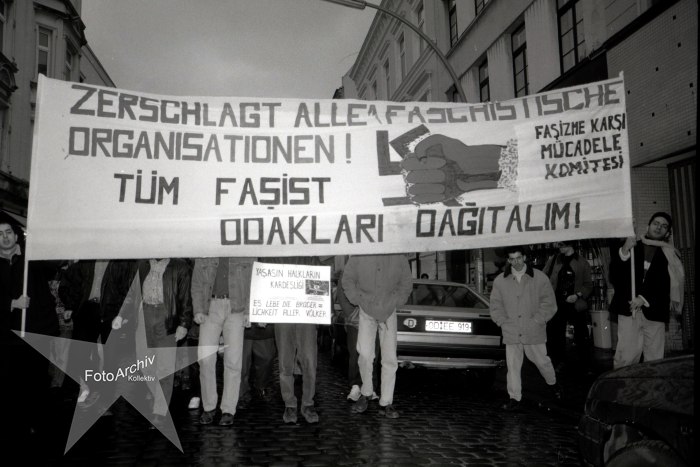 ZERSCHLAGT ALLE FASCHISTISCHE
ORGANISATIONEN!
FAŞİZME KARŞI
MÜCADELE
KOMİTESİ
TÜM FAŞİST
ODAKLARI DAĞITALIM!
YAŞASIN HALKLARIN
KARDEŞLİĞİ
ES LEBE DIE BRÜDER=
LICHKEIT ALLER VÖLKER
D
FotoArchiv
Kollektiv